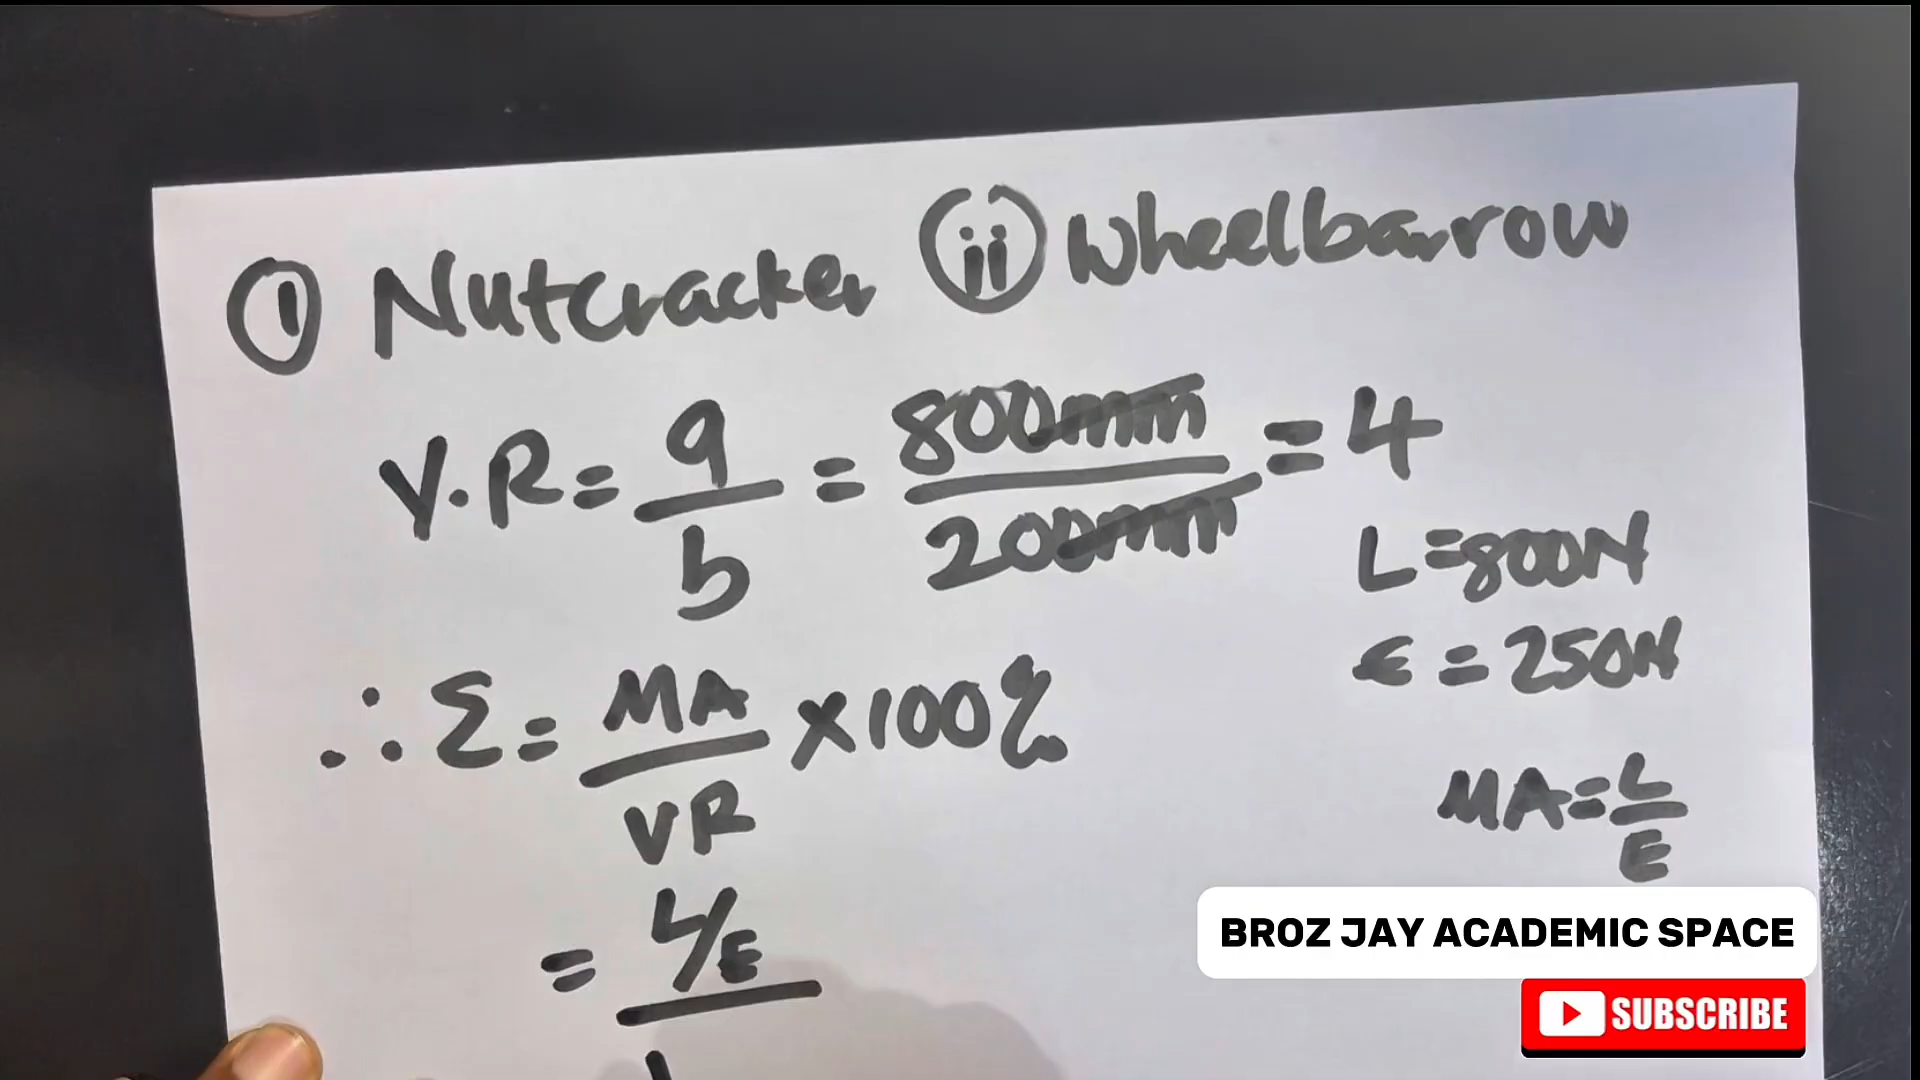 ① Nutcracker ⓘⓘ Wheelbarrow
V.R = a/b = 800mm/200mm = 4
L = 800N
E = 250N
∴ Ɛ = MA/VR × 100%
MA = L/E
= L/E
BROZ JAY ACADEMIC SPACE
SUBSCRIBE